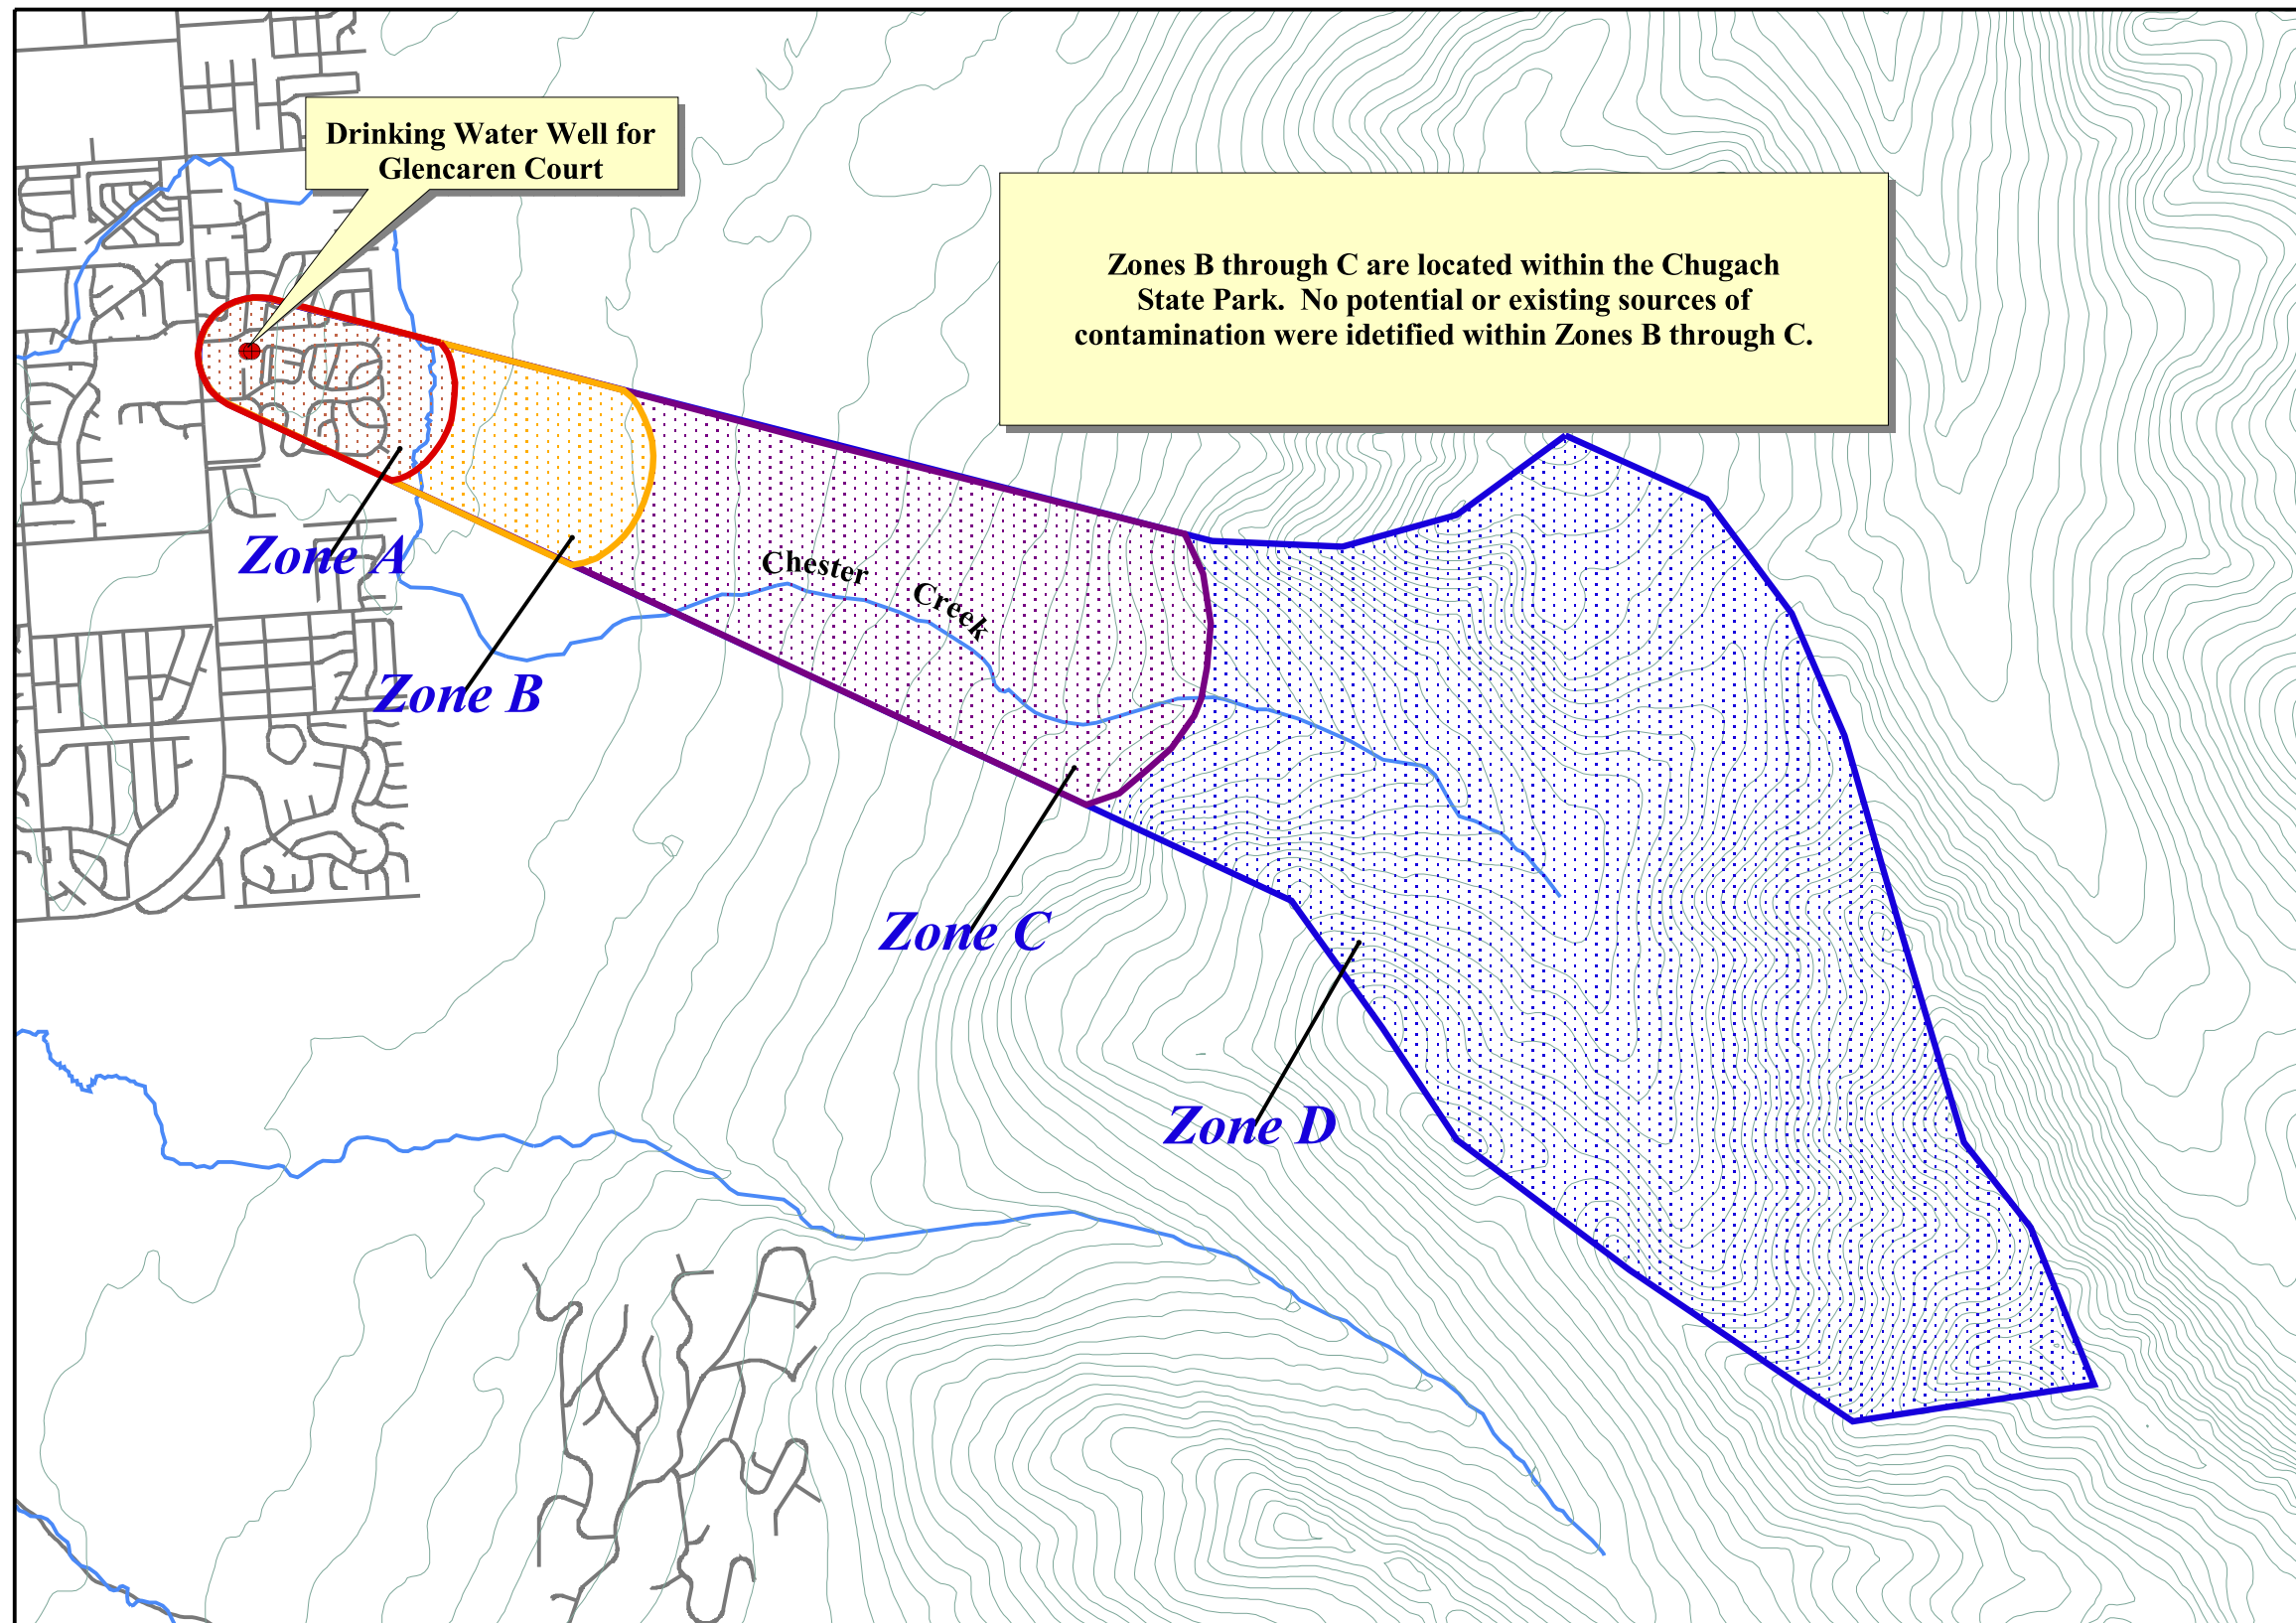 Drinking Water Well for
Glencaren Court
Zones B through C are located within the Chugach
State Park.  No potential or existing sources of
contamination were idetified within Zones B through C.
Zone A
Chester Creek
Zone B
Zone C
Zone D